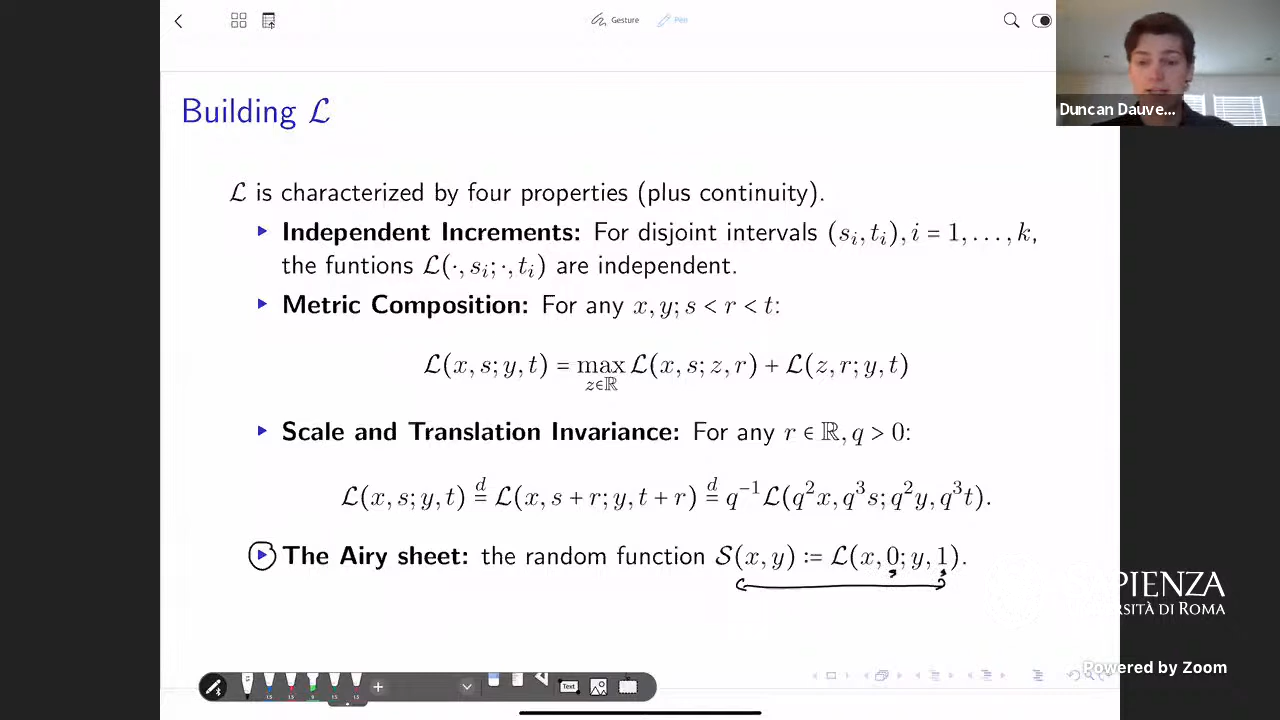 Gesture
Pen
Duncan Dauve...
Building ℒ
ℒ is characterized by four properties (plus continuity).
Independent Increments: For disjoint intervals (sᵢ, tᵢ), i = 1, ..., k,
the funtions ℒ(·, sᵢ; ·, tᵢ) are independent.
Metric Composition: For any x, y; s < r < t:
ℒ(x, s; y, t) = max_{z∈ℝ} ℒ(x, s; z, r) + ℒ(z, r; y, t)
Scale and Translation Invariance: For any r ∈ ℝ, q > 0:
ℒ(x, s; y, t) =^d ℒ(x, s + r; y, t + r) =^d q⁻¹ℒ(q²x, q³s; q²y, q³t).
The Airy sheet: the random function 𝒮(x, y) := ℒ(x, 0; y, 1).
SAPIENZA
UNIVERSITÀ DI ROMA
Powered by Zoom
Text